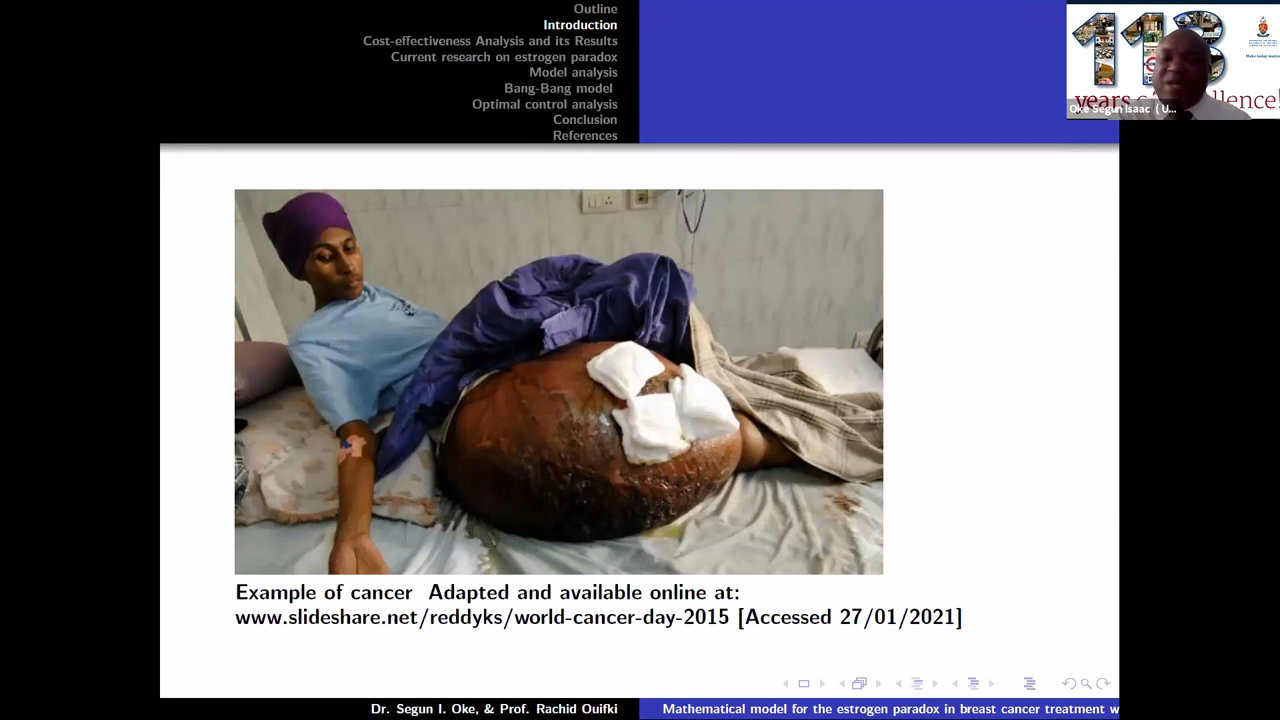 Outline
Introduction
Cost-effectiveness Analysis and its Results
Current research on estrogen paradox
Model analysis
Bang-Bang model
Optimal control analysis
Conclusion
References
113
years
llence!
Oke Segun Isaac ( U...
Example of cancer Adapted and available online at:
www.slideshare.net/reddyks/world-cancer-day-2015 [Accessed 27/01/2021]
Dr. Segun I. Oke, & Prof. Rachid Ouifki
Mathematical model for the estrogen paradox in breast cancer treatment w